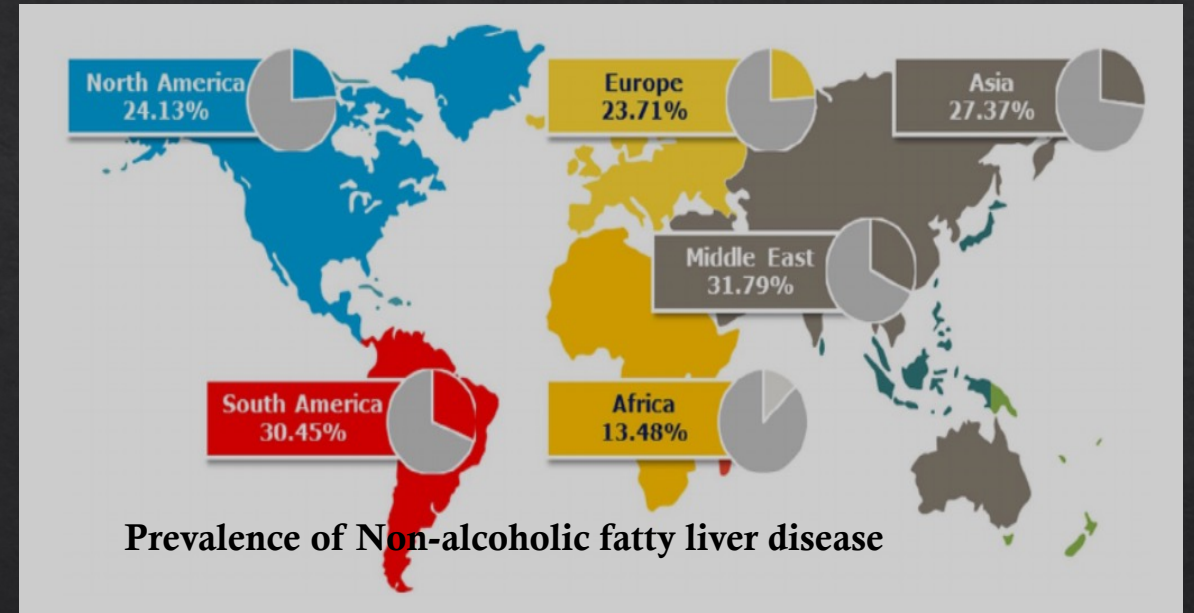 North America
24.13%
Europe
23.71%
Asia
27.37%
Middle East
31.79%
South America
30.45%
Africa
13.48%
Prevalence of Non-alcoholic fatty liver disease